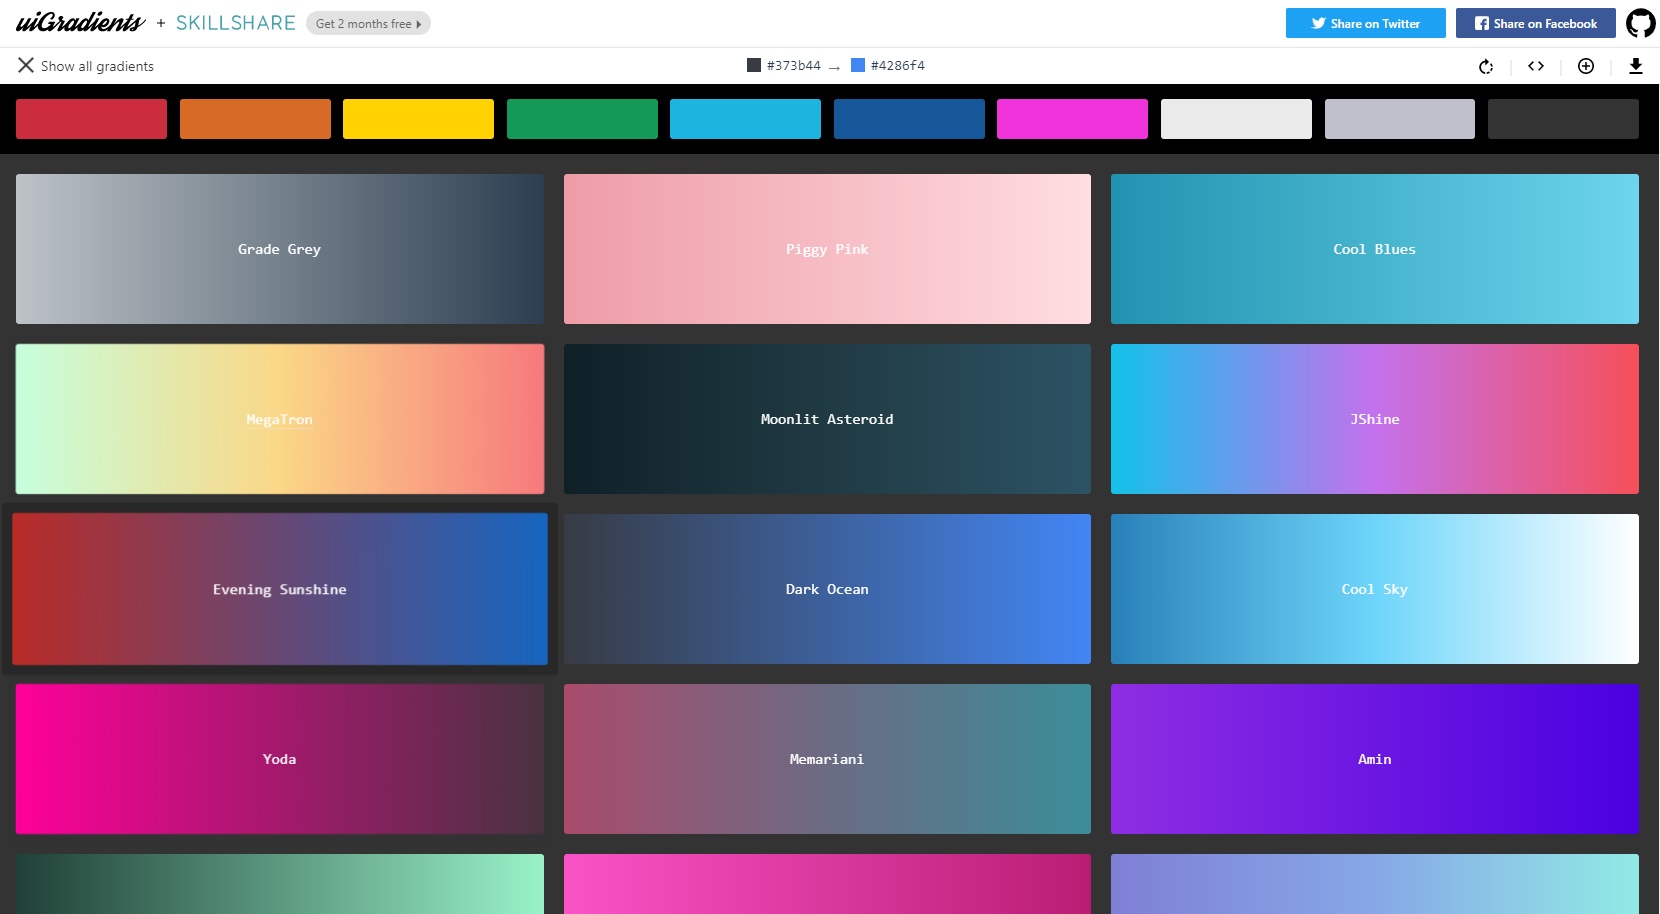 uiGradients + SKILLSHARE Get 2 months free Share on Twitter Share on Facebook
Show all gradients #373b44 → #4286f4
Grade Grey Piggy Pink Cool Blues
MegaTron Moonlit Asteroid JShine
Evening Sunshine Dark Ocean Cool Sky
Yoda Memariani Amin